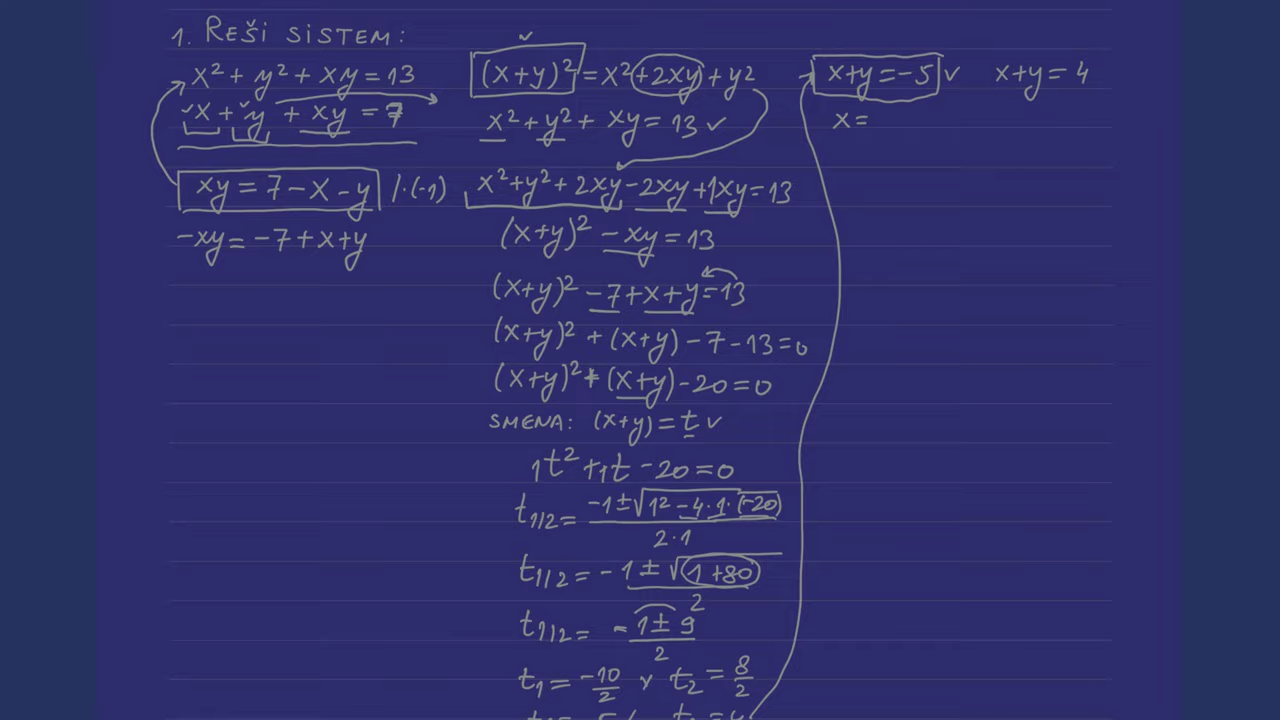 1. REŠI SISTEM:
x² + y² + xy = 13
x + y + xy = 7
xy = 7 - x - y /·(-1)
-xy = -7 + x + y
(x+y)² = x² + 2xy + y²
x² + y² + xy = 13
x² + y² + 2xy - 2xy + 1xy = 13
(x+y)² - xy = 13
(x+y)² - 7 + x + y = 13
(x+y)² + (x+y) - 7 - 13 = 0
(x+y)² + (x+y) - 20 = 0
SMENA: (x+y) = t
1t² + 1t - 20 = 0
t1/2 = (-1 ± √(1² - 4·1·(-20))) / 2·1
t1/2 = (-1 ± √(1 + 80)) / 2
t1/2 = (-1 ± 9) / 2
t1 = -10/2 ∨ t2 = 8/2
x+y = -5 ∨ x+y = 4
x =